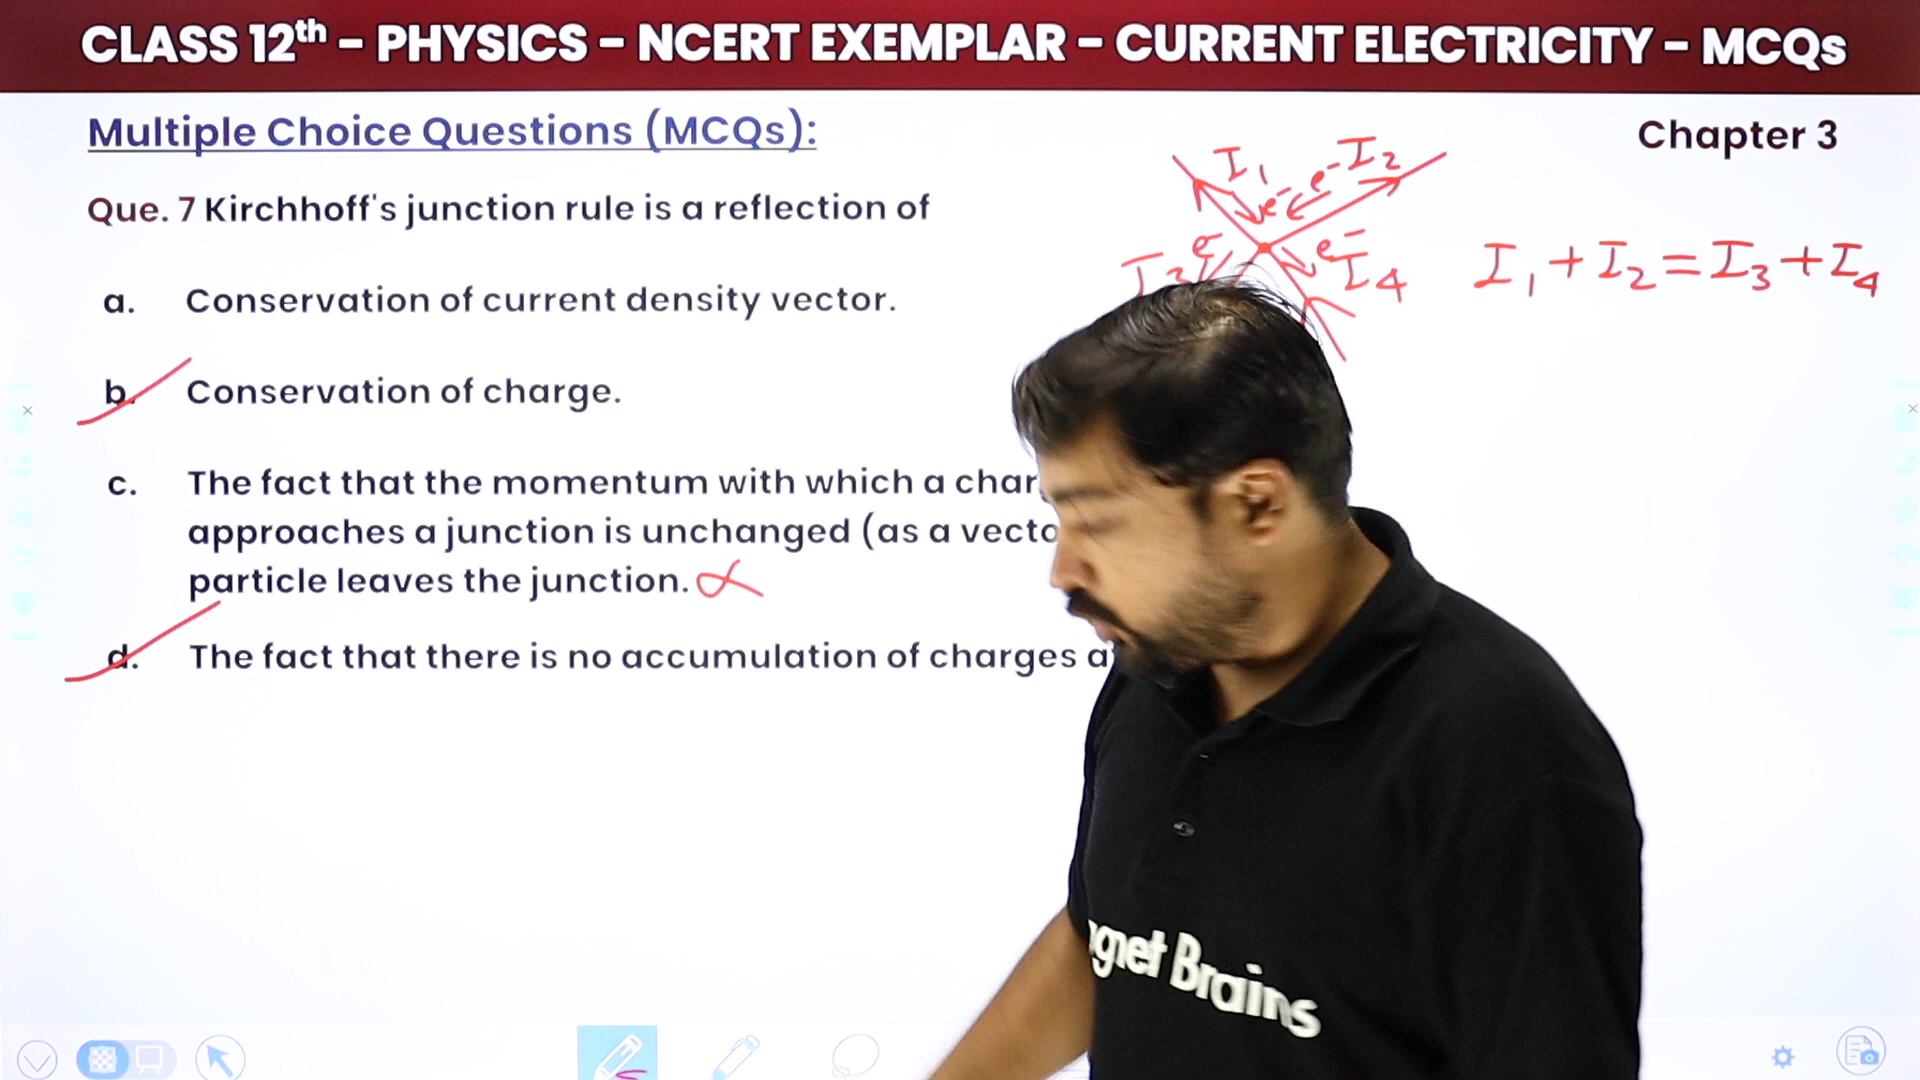 CLASS 12th - PHYSICS - NCERT EXEMPLAR - CURRENT ELECTRICITY - MCQs
Multiple Choice Questions (MCQs):
Chapter 3
Que. 7 Kirchhoff's junction rule is a reflection of
a. Conservation of current density vector.
b. Conservation of charge.
c. The fact that the momentum with which a
approaches a junction is unchanged (as a
particle leaves the junction.
d. The fact that there is no accumulation of charges
I₁
e⁻
I₂
e⁻
e⁻
e⁻
I₃
I₄
I₁ + I₂ = I₃ + I₄
gnet Brains